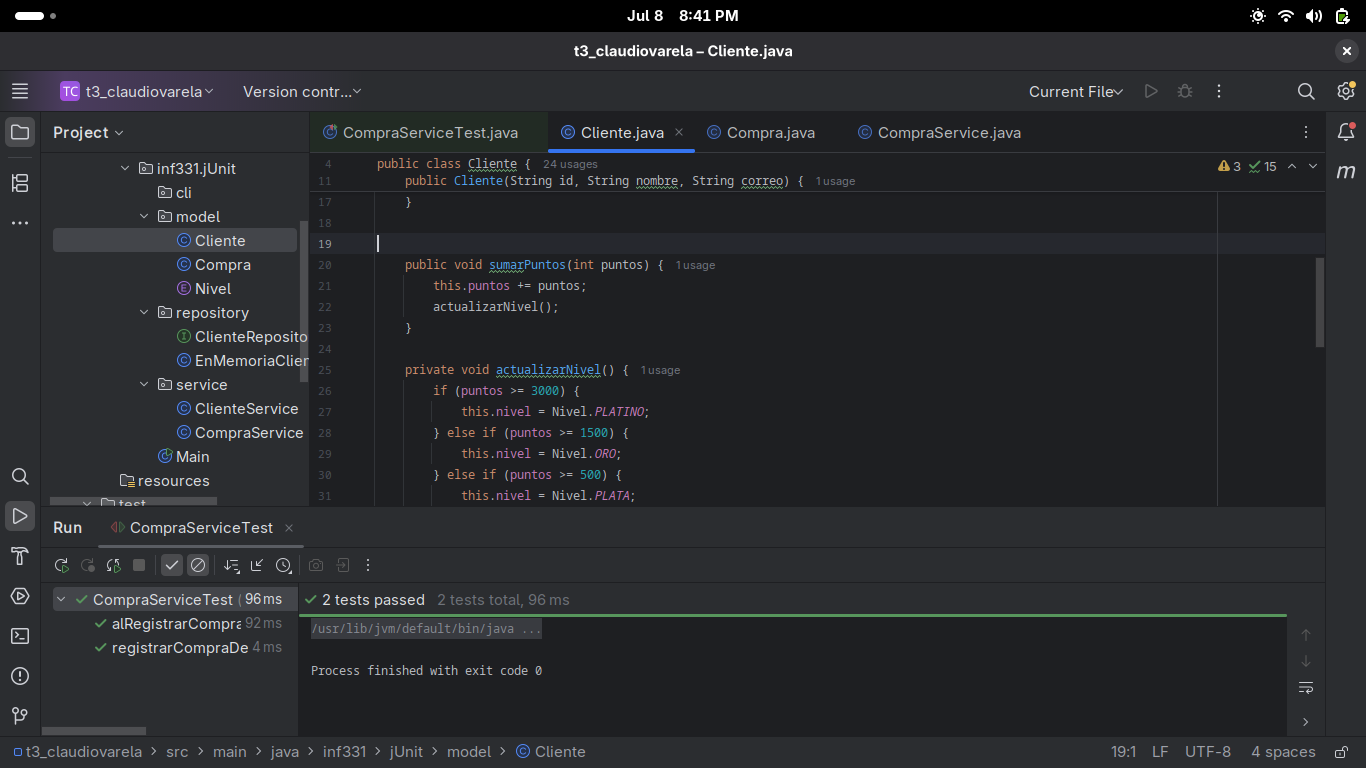 Jul 8 8:41 PM
t3_claudiovarela – Cliente.java
TC t3_claudiovarela Version contr... Current File
Project
CompraServiceTest.java Cliente.java Compra.java CompraService.java
inf331.jUnit
cli
model
Cliente
Compra
Nivel
repository
ClienteReposito
EnMemoriaClier
service
ClienteService
CompraService
Main
resources
test
4 public class Cliente { 24 usages
3 15
11 public Cliente(String id, String nombre, String correo) { 1 usage
17 }
18
19
20 public void sumarPuntos(int puntos) { 1 usage
21 this.puntos += puntos;
22 actualizarNivel();
23 }
24
25 private void actualizarNivel() { 1 usage
26 if (puntos >= 3000) {
27 this.nivel = Nivel.PLATINO;
28 } else if (puntos >= 1500) {
29 this.nivel = Nivel.ORO;
30 } else if (puntos >= 500) {
31 this.nivel = Nivel.PLATA;
m
Run CompraServiceTest
CompraServiceTest ( 96 ms
alRegistrarCompra 92 ms
registrarCompraDe 4 ms
2 tests passed 2 tests total, 96 ms
/usr/lib/jvm/default/bin/java ...
Process finished with exit code 0
t3_claudiovarela > src > main > java > inf331 > jUnit > model > Cliente
19:1 LF UTF-8 4 spaces